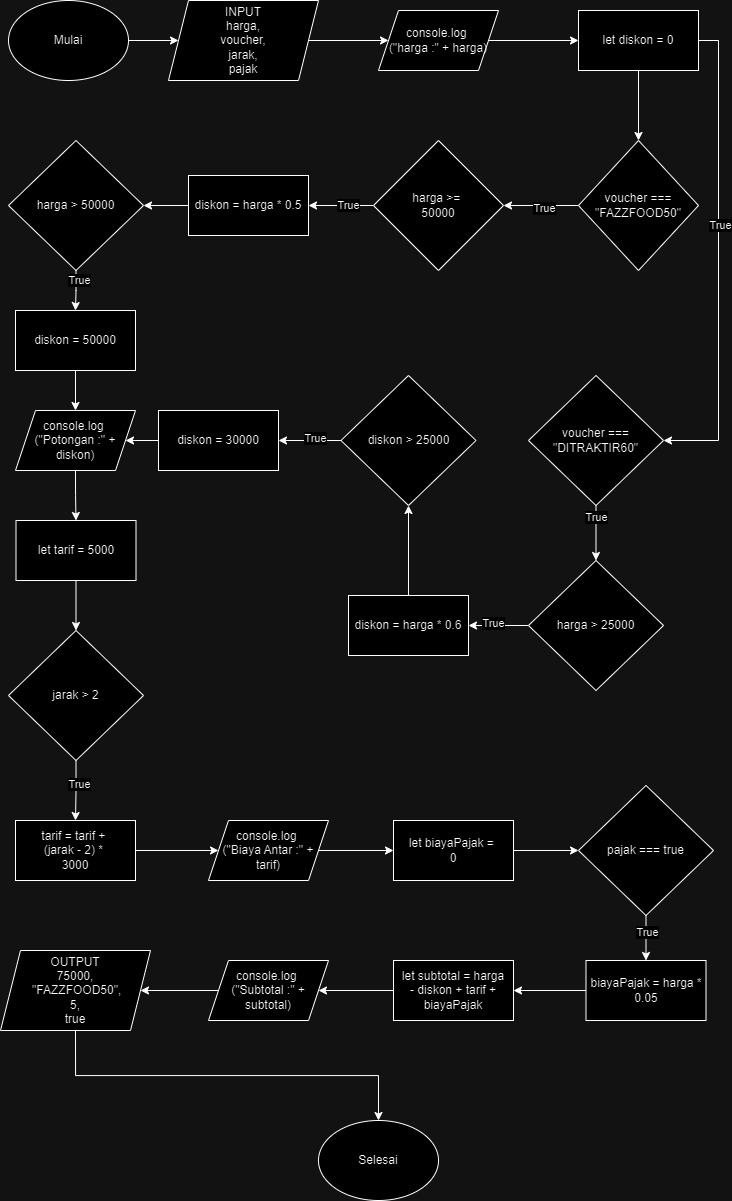 Mulai
INPUT
harga,
voucher,
jarak,
pajak
console.log
("harga :" + harga)
let diskon = 0
voucher ===
"FAZZFOOD50"
True
harga >=
50000
True
diskon = harga * 0.5
harga > 50000
True
True
diskon = 50000
console.log
("Potongan :" +
diskon)
diskon = 30000
True
diskon > 25000
voucher ===
"DITRAKTIR60"
True
harga > 25000
True
diskon = harga * 0.6
let tarif = 5000
jarak > 2
True
tarif = tarif +
(jarak - 2) *
3000
console.log
("Biaya Antar :" +
tarif)
let biayaPajak =
0
pajak === true
True
biayaPajak = harga *
0.05
let subtotal = harga
- diskon + tarif +
biayaPajak
console.log
("Subtotal :" +
subtotal)
OUTPUT
75000,
"FAZZFOOD50",
5,
true
Selesai